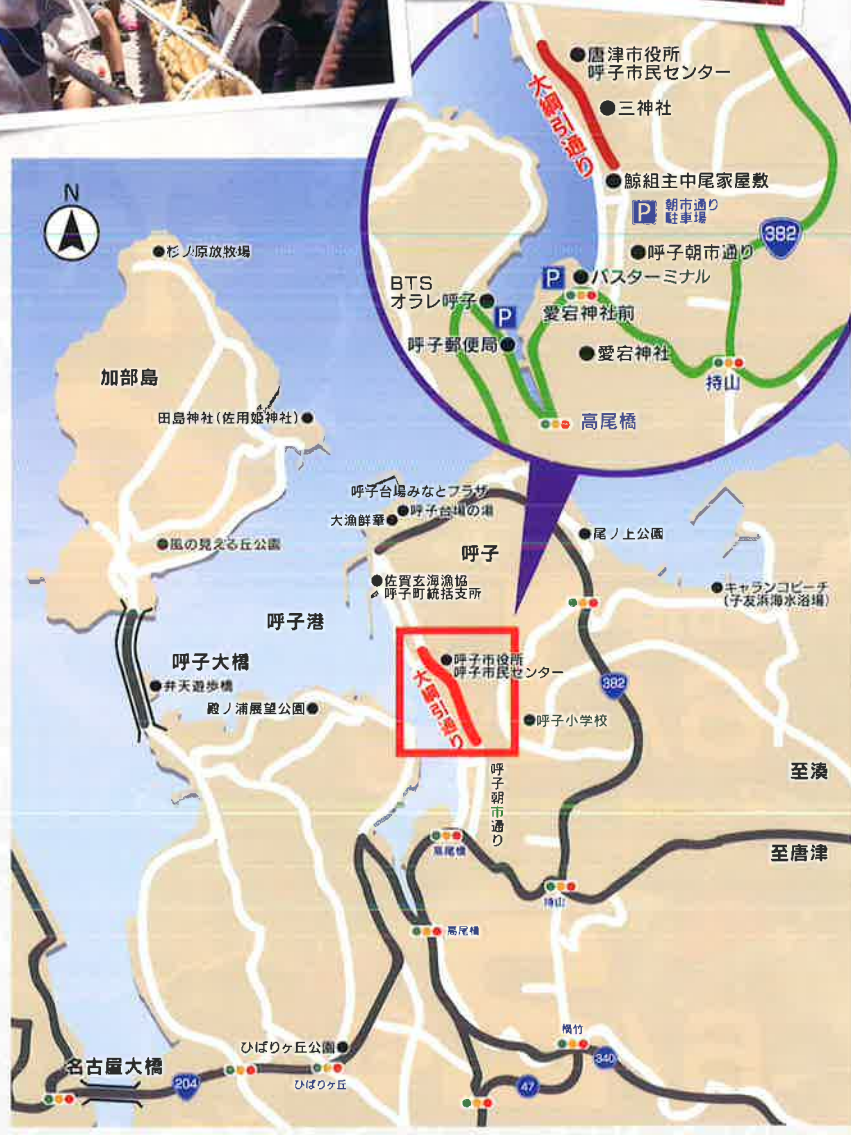 唐津市役所
呼子市民センター
三神社
大綱引通り
鯨組主中尾家屋敷
P 朝市通り
駐車場
382
呼子朝市通り
P バスターミナル
BTS
オラレ呼子
P
愛宕神社前
呼子郵便局
愛宕神社
持山
高尾橋
N
杉ノ原放牧場
加部島
田島神社(佐用姫神社)
呼子台場みなとプラザ
呼子台場の湯
大漁鮮華
呼子
尾ノ上公園
風の見える丘公園
佐賀玄海漁協
呼子町統括支所
キャランコビーチ
(子友浜海水浴場)
呼子港
呼子大橋
弁天遊歩橋
殿ノ浦展望公園
呼子市役所
呼子市民センター
大綱引通り
382
呼子小学校
至湊
呼子朝市通り
高尾橋
至唐津
持山
高尾橋
橋竹
340
ひばりヶ丘公園
名古屋大橋
204
ひばりヶ丘
47